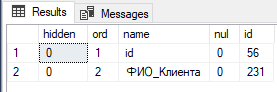 Results Messages
hidden ord name nul id
1 0 1 id 0 56
2 0 2 ФИО_Клиента 0 231